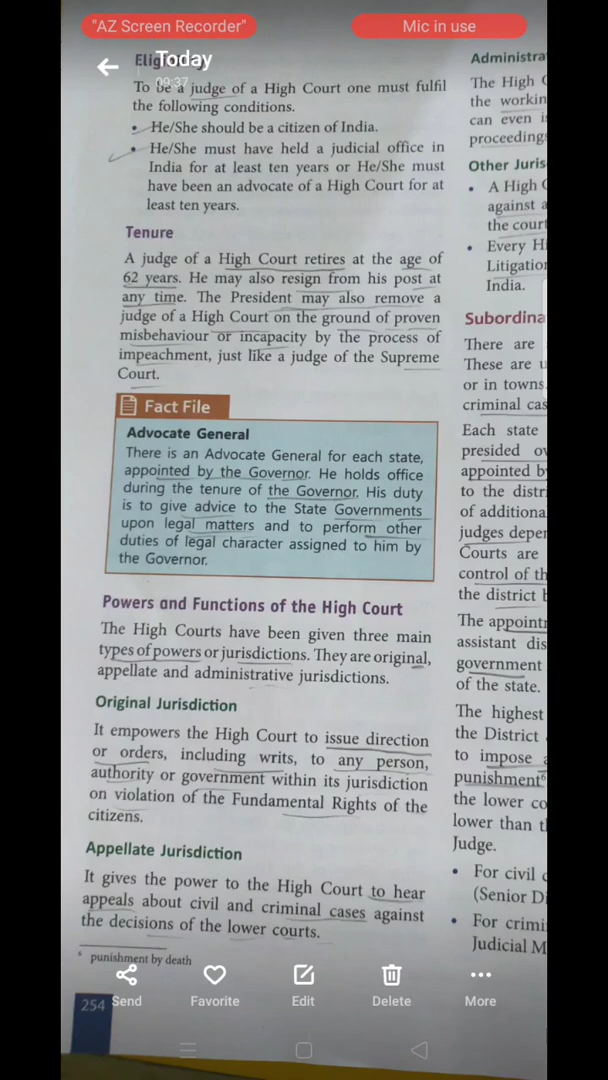 "AZ Screen Recorder"
Mic in use
Today
09:37
To be a judge of a High Court one must fulfil
the following conditions.
• He/She should be a citizen of India.
• He/She must have held a judicial office in
India for at least ten years or He/She must
have been an advocate of a High Court for at
least ten years.
Tenure
A judge of a High Court retires at the age of
62 years. He may also resign from his post at
any time. The President may also remove a
judge of a High Court on the ground of proven
misbehaviour or incapacity by the process of
impeachment, just like a judge of the Supreme
Court.
Fact File
Advocate General
There is an Advocate General for each state,
appointed by the Governor. He holds office
during the tenure of the Governor. His duty
is to give advice to the State Governments
upon legal matters and to perform other
duties of legal character assigned to him by
the Governor.
Powers and Functions of the High Court
The High Courts have been given three main
types of powers or jurisdictions. They are original,
appellate and administrative jurisdictions.
Original Jurisdiction
It empowers the High Court to issue direction
or orders, including writs, to any person,
authority or government within its jurisdiction
on violation of the Fundamental Rights of the
citizens.
Appellate Jurisdiction
It gives the power to the High Court to hear
appeals about civil and criminal cases against
the decisions of the lower courts.
6 punishment by death
254
Administra
The High
the workin
can even i
proceedings
Other Juris
• A High
against a
the court
• Every H
Litigation
India.
Subordina
There are
These are u
or in towns.
criminal cas
Each state
presided ov
appointed b
to the distri
of additiona
judges depen
Courts are
control of th
the district
The appointm
assistant dis
government
of the state.
The highest
the District
to impose
punishment6
the lower co
lower than t
Judge.
• For civil
(Senior Di
• For crimi
Judicial M
Send
Favorite
Edit
Delete
More